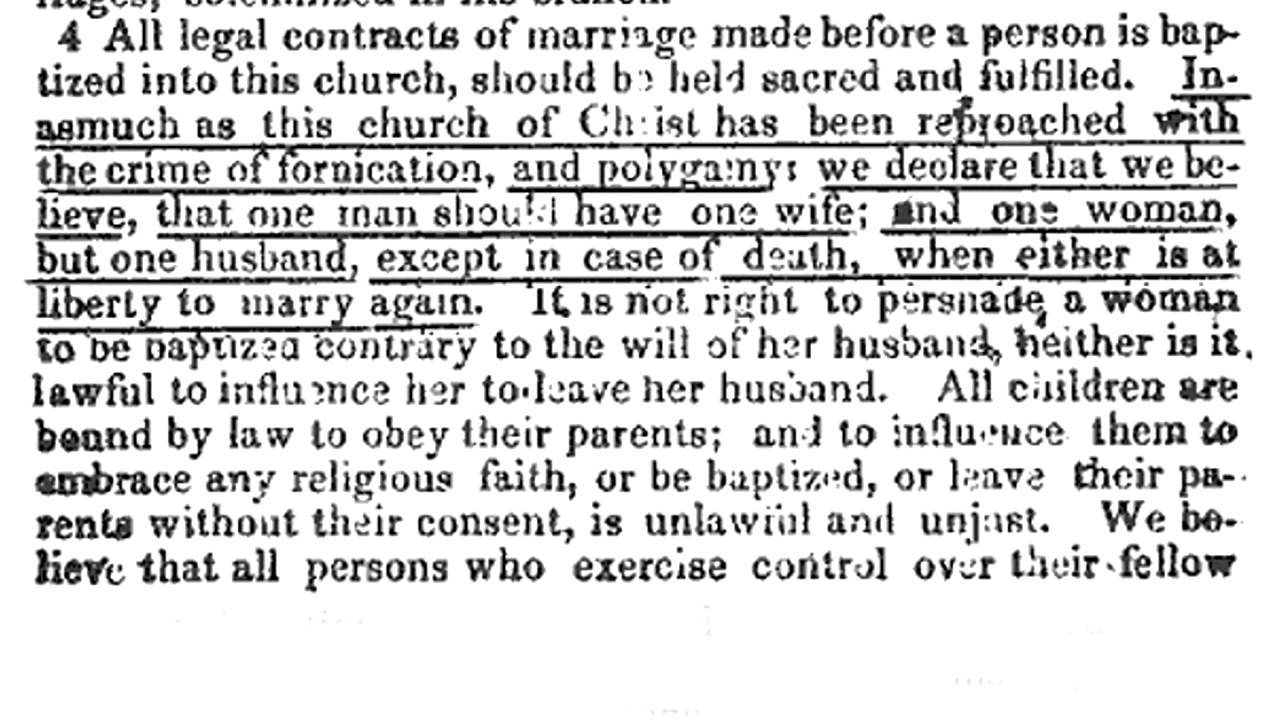 4 All legal contracts of marriage made before a person is bap-
tized into this church, should be held sacred and fulfilled. In-
asmuch as this church of Christ has been reproached with
the crime of fornication, and polygamy: we declare that we be-
lieve, that one man should have one wife; and one woman,
but one husband, except in case of death, when either is at
liberty to marry again. It is not right to persuade a woman
to be baptized contrary to the will of her husband, neither is it
lawful to influence her to leave her husband. All children are
bound by law to obey their parents; and to influence them to
embrace any religious faith, or be baptized, or leave their pa-
rents without their consent, is unlawful and unjust. We be-
lieve that all persons who exercise control over their fellow